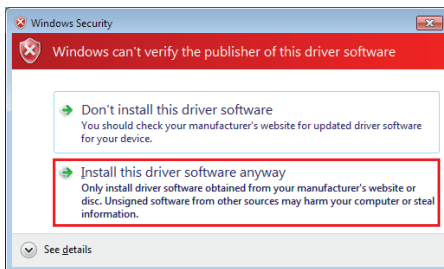 Windows Security
Windows can't verify the publisher of this driver software
Don't install this driver software
You should check your manufacturer's website for updated driver software
for your device.
Install this driver software anyway
Only install driver software obtained from your manufacturer's website or
disc. Unsigned software from other sources may harm your computer or steal
information.
See details